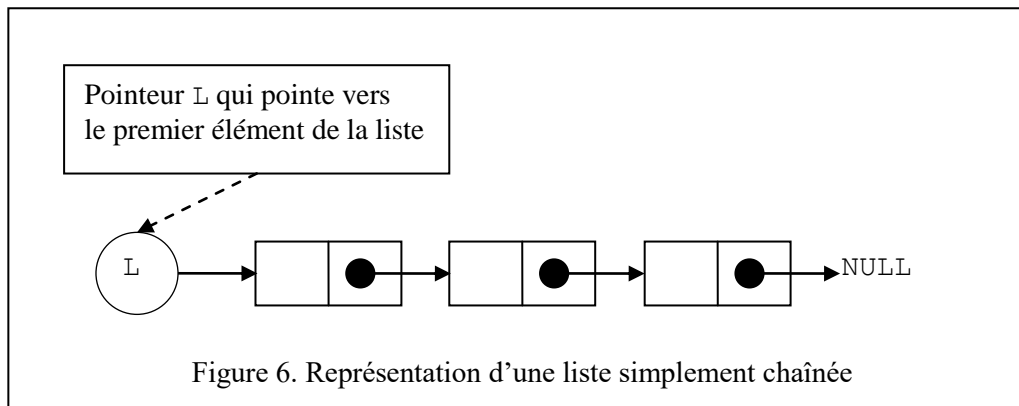 Pointeur L qui pointe vers
le premier élément de la liste
L
NULL
Figure 6. Représentation d’une liste simplement chaînée